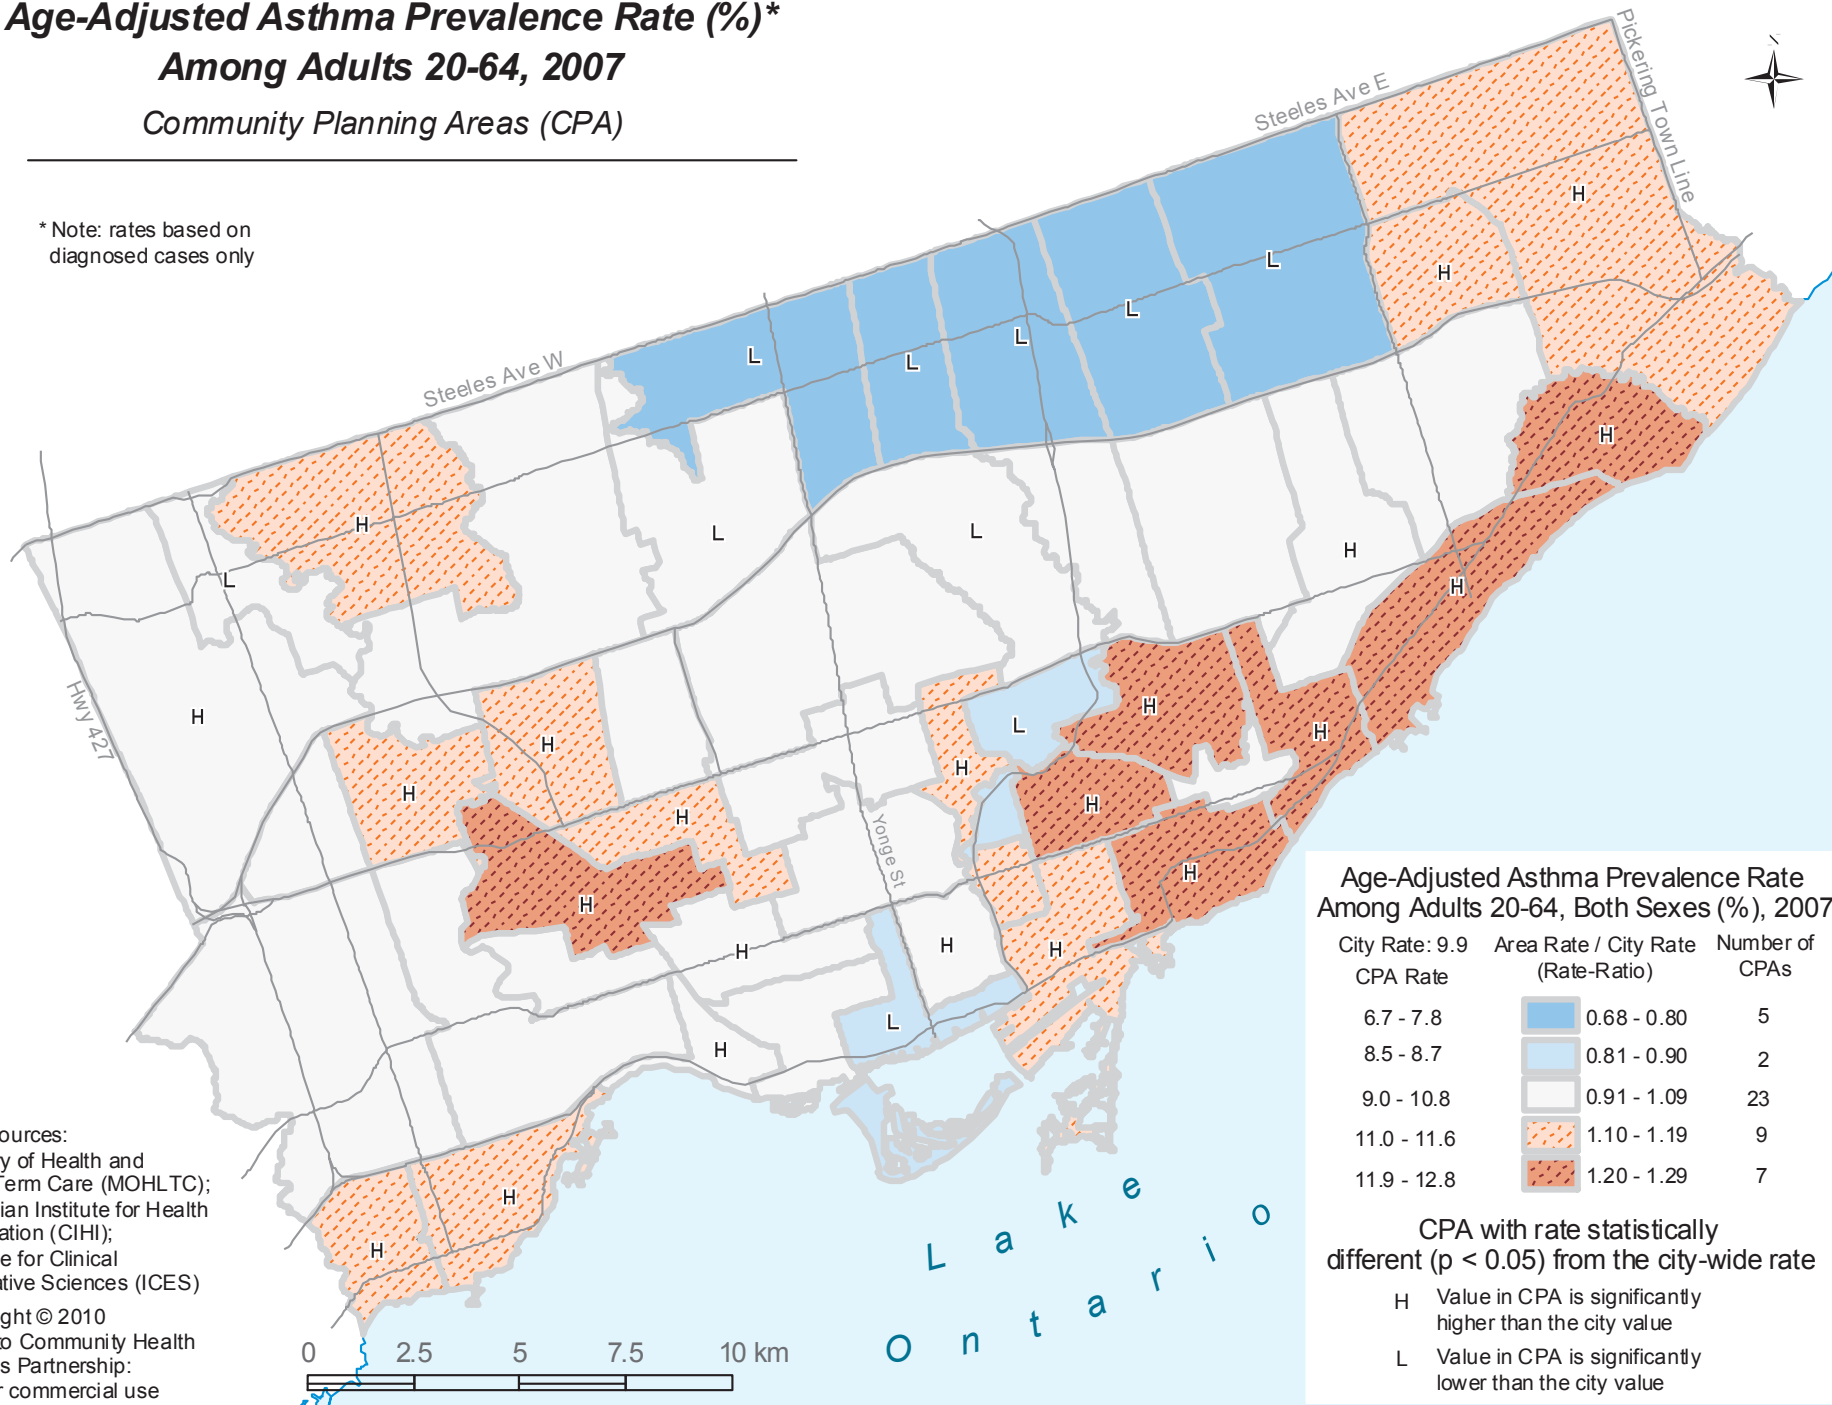 Age-Adjusted Asthma Prevalence Rate (%)*
Among Adults 20-64, 2007
Community Planning Areas (CPA)
* Note: rates based on
diagnosed cases only
N
Pickering Town Line
Steeles Ave E
Steeles Ave W
Hwy 427
Yonge St
H
H
L
L
L
L
L
H
H
L
L
L
H
H
L
H
H
H
L
H
H
H
H
H
H
H
H
H
H
H
L
H
H
H
Lake
Ontario
ources:
y of Health and
Term Care (MOHLTC);
ian Institute for Health
ation (CIHI);
e for Clinical
ative Sciences (ICES)
ght © 2010
to Community Health
s Partnership:
r commercial use
0 2.5 5 7.5 10 km
Age-Adjusted Asthma Prevalence Rate
Among Adults 20-64, Both Sexes (%), 2007
City Rate: 9.9 Area Rate / City Rate Number of
CPA Rate (Rate-Ratio) CPAs
6.7 - 7.8 0.68 - 0.80 5
8.5 - 8.7 0.81 - 0.90 2
9.0 - 10.8 0.91 - 1.09 23
11.0 - 11.6 1.10 - 1.19 9
11.9 - 12.8 1.20 - 1.29 7
CPA with rate statistically
different (p < 0.05) from the city-wide rate
H Value in CPA is significantly
higher than the city value
L Value in CPA is significantly
lower than the city value